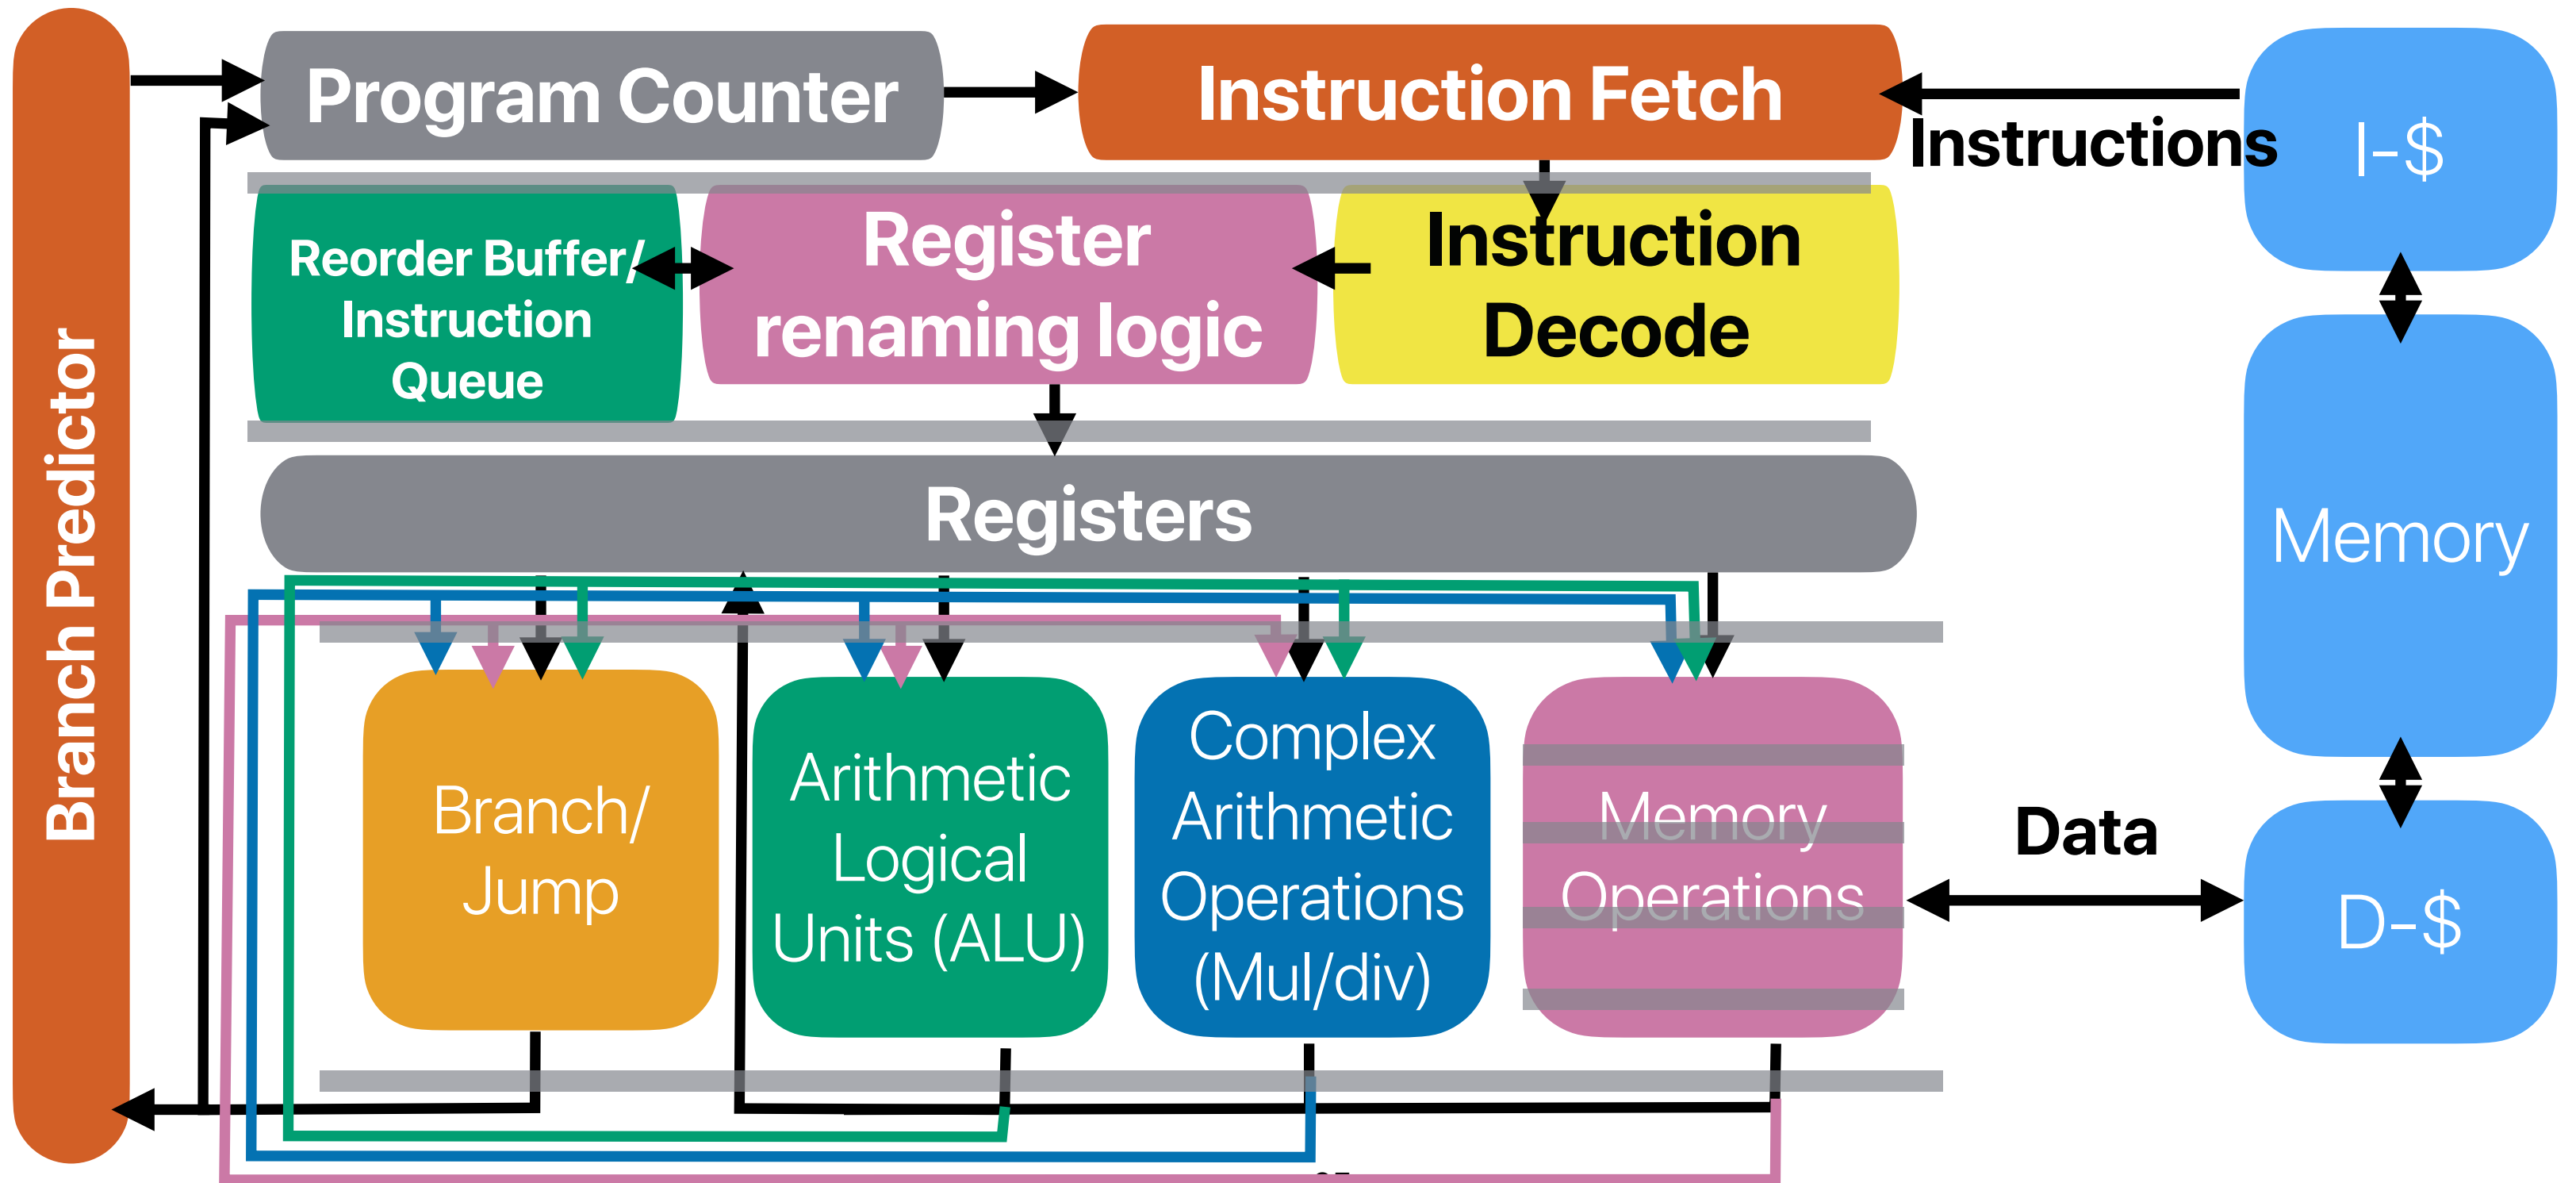 Branch Predictor
Program Counter
Instruction Fetch
Instructions
I-$
Reorder Buffer/
Instruction
Queue
Register
renaming logic
Instruction
Decode
Registers
Memory
Branch/
Jump
Arithmetic
Logical
Units (ALU)
Complex
Arithmetic
Operations
(Mul/div)
Memory
Operations
Data
D-$